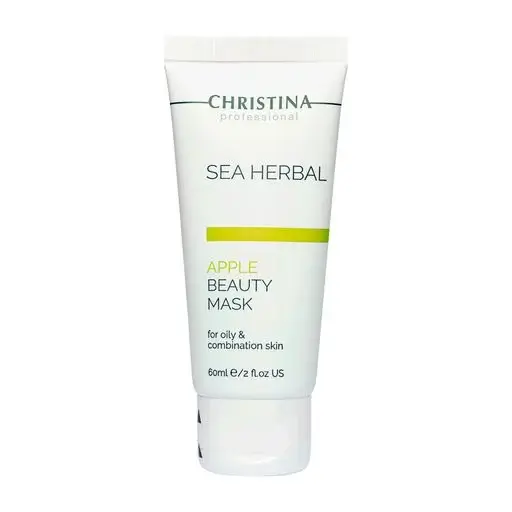 CHRISTINA
professional
SEA HERBAL
APPLE
BEAUTY
MASK
for oily &
combination skin
60ml e/2 fl.oz US